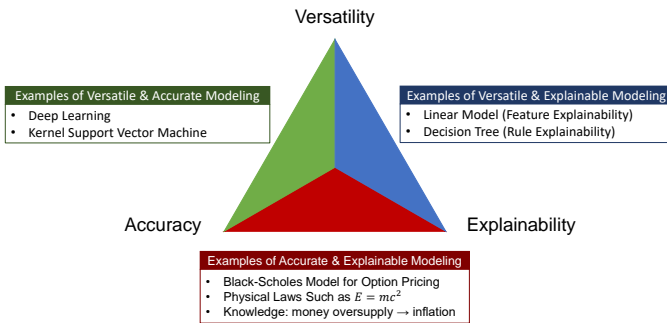 Versatility
Examples of Versatile & Accurate Modeling
• Deep Learning
• Kernel Support Vector Machine
Examples of Versatile & Explainable Modeling
• Linear Model (Feature Explainability)
• Decision Tree (Rule Explainability)
Accuracy
Explainability
Examples of Accurate & Explainable Modeling
• Black-Scholes Model for Option Pricing
• Physical Laws Such as E = mc²
• Knowledge: money oversupply → inflation